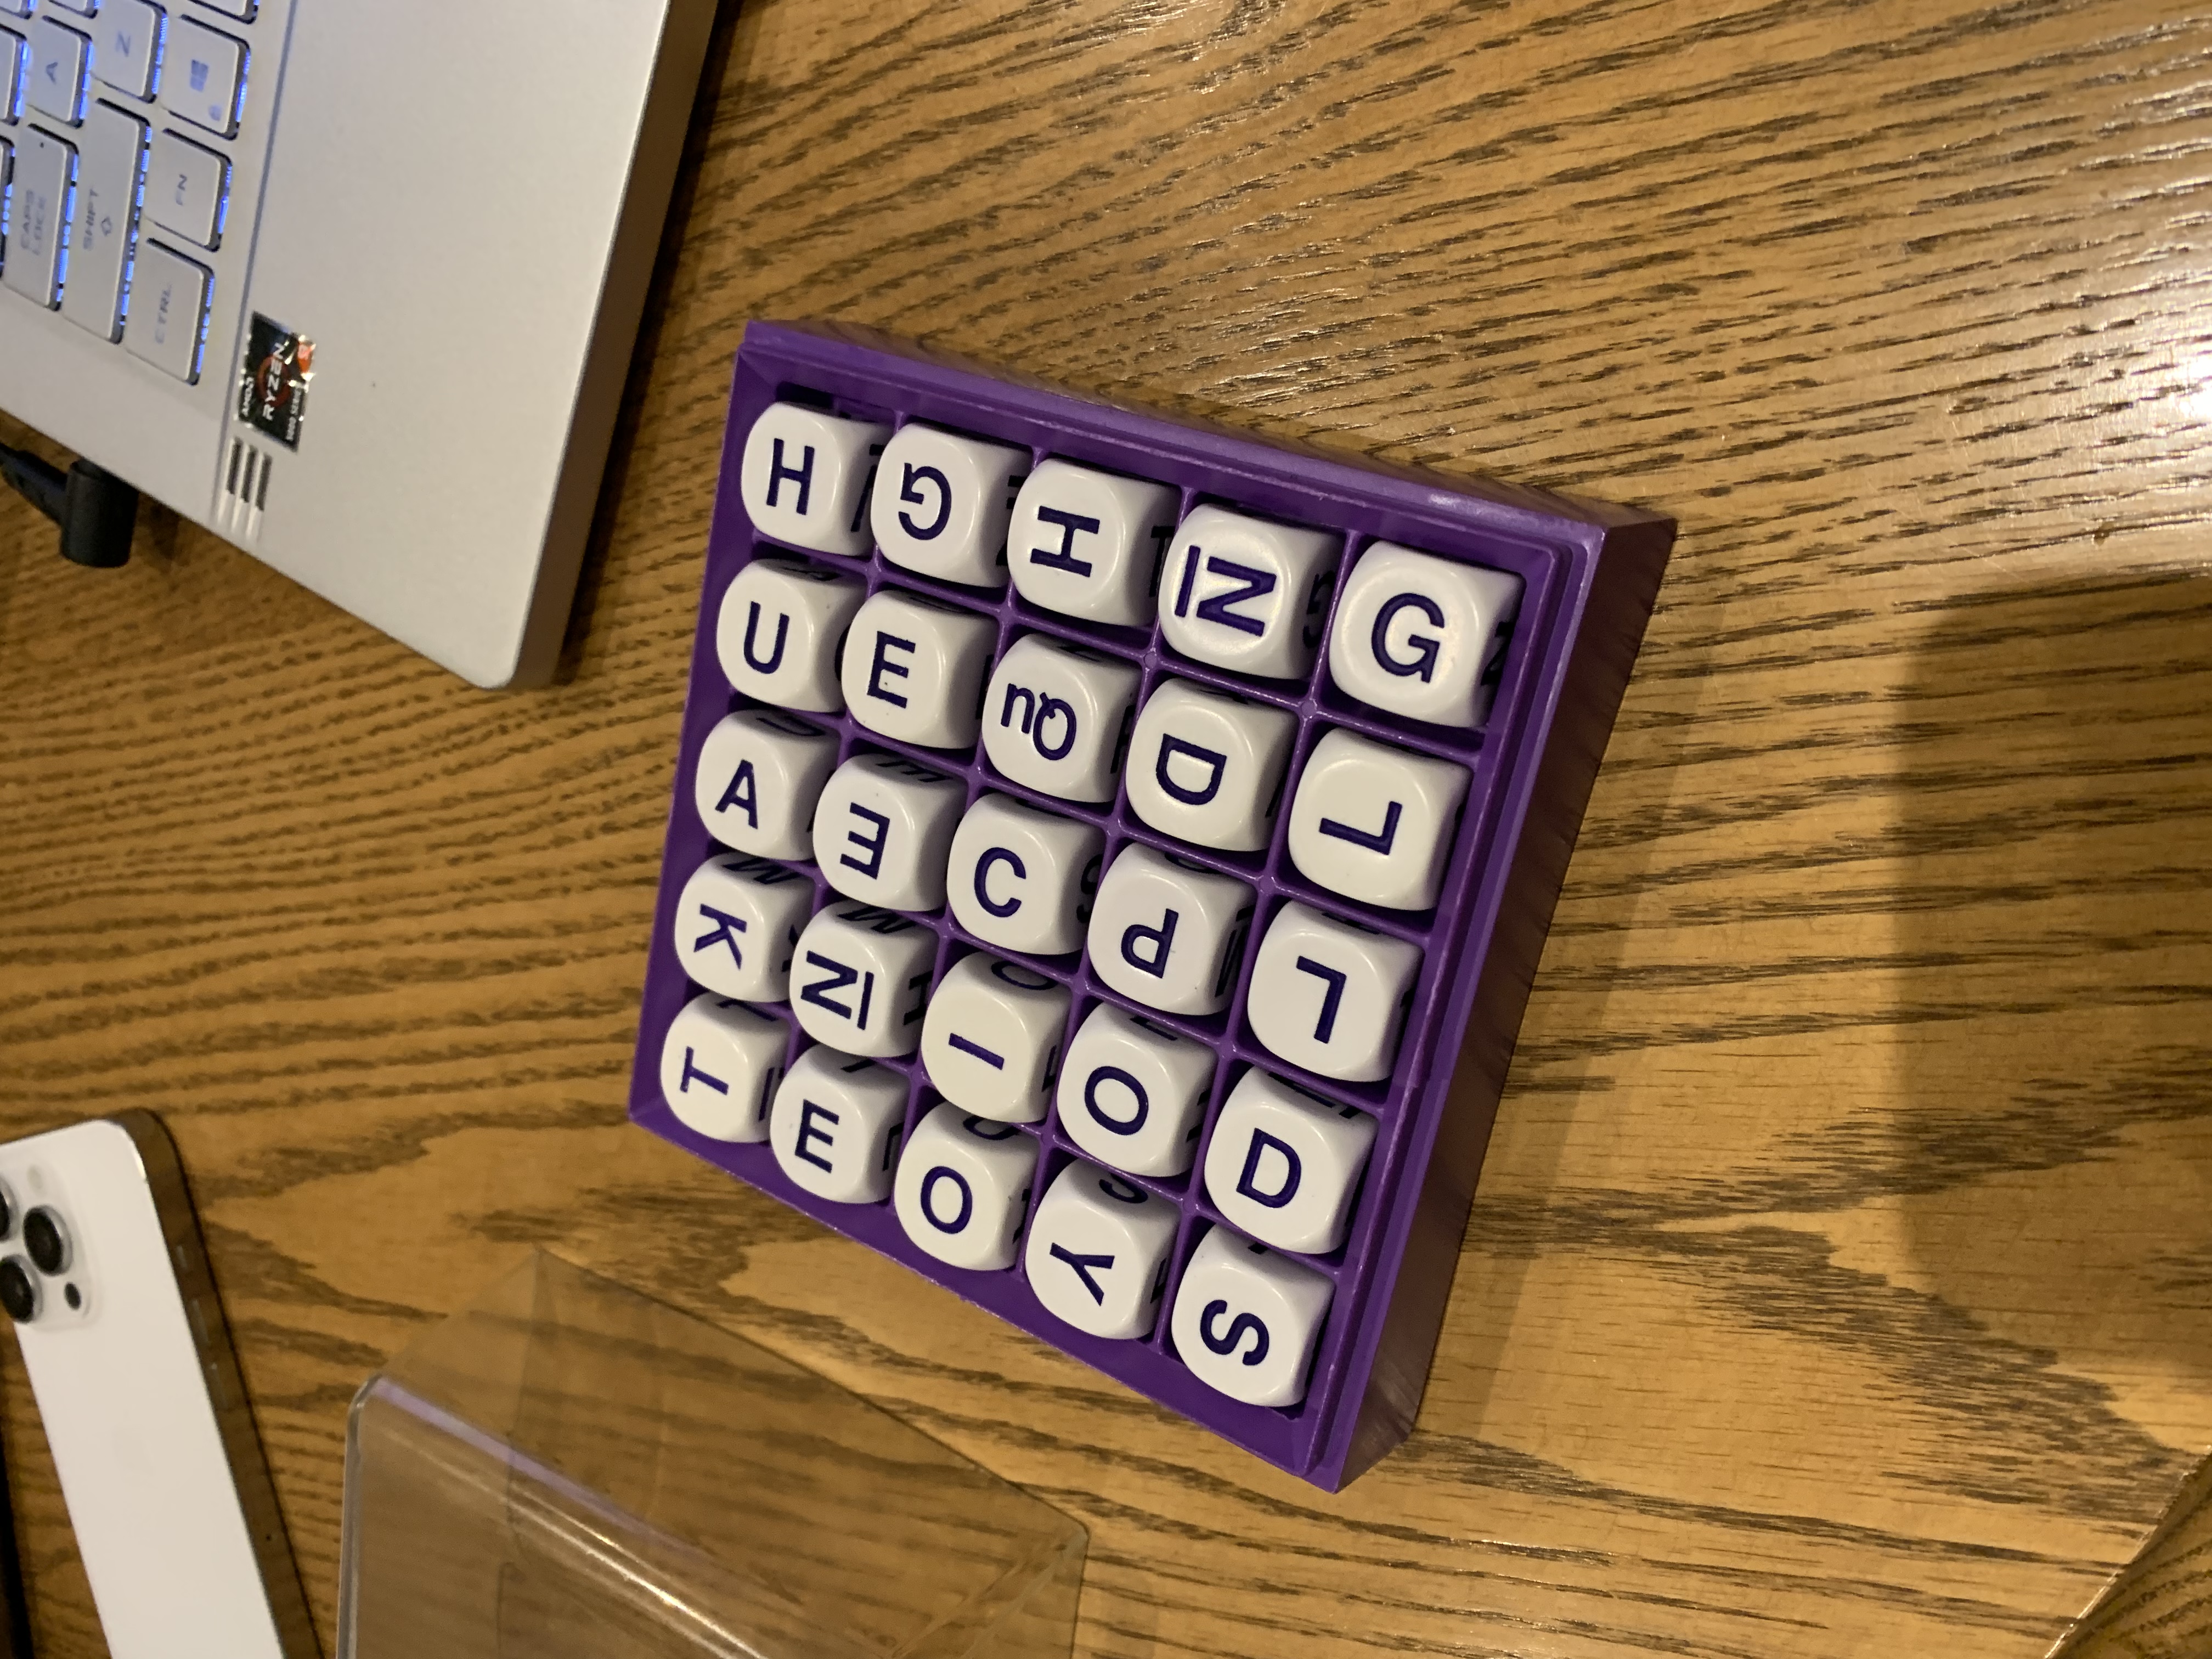 CAPS LOCK A
SHIFT Z
CTRL FN
AMD
RYZEN
5000 SERIES
T K A U H
E N E E G
O I C Qu H
Y O P D N
S D L L G